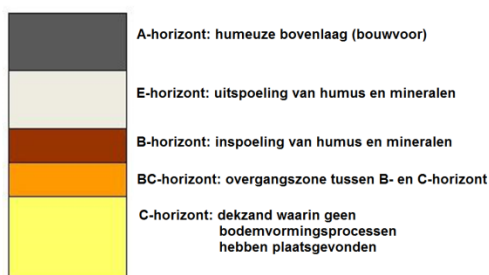 A-horizont: humeuze bovenlaag (bouwvoor)
E-horizont: uitspoeling van humus en mineralen
B-horizont: inspoeling van humus en mineralen
BC-horizont: overgangszone tussen B- en C-horizont
C-horizont: dekzand waarin geen
bodemvormingsprocessen
hebben plaatsgevonden